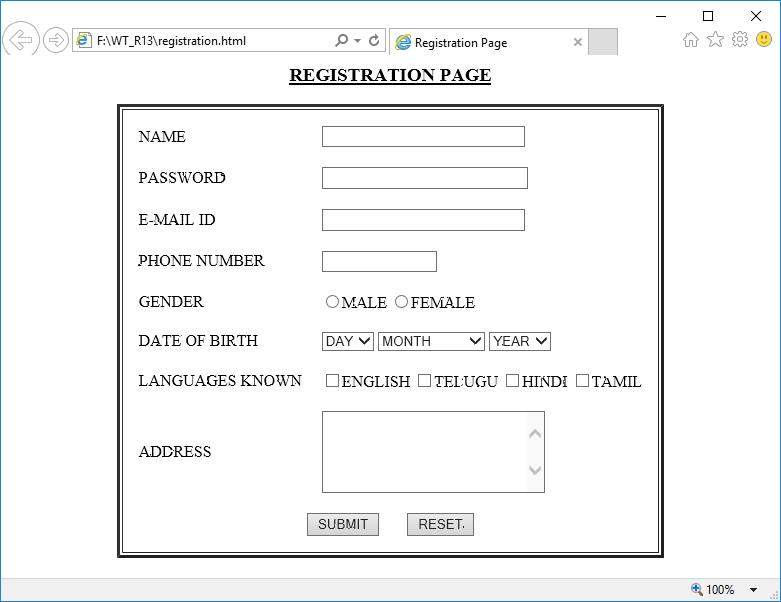 F:\WT_R13\registration.html
Registration Page
REGISTRATION PAGE
NAME
PASSWORD
E-MAIL ID
PHONE NUMBER
GENDER MALE FEMALE
DATE OF BIRTH DAY MONTH YEAR
LANGUAGES KNOWN ENGLISH TELUGU HINDI TAMIL
ADDRESS
SUBMIT RESET
100%